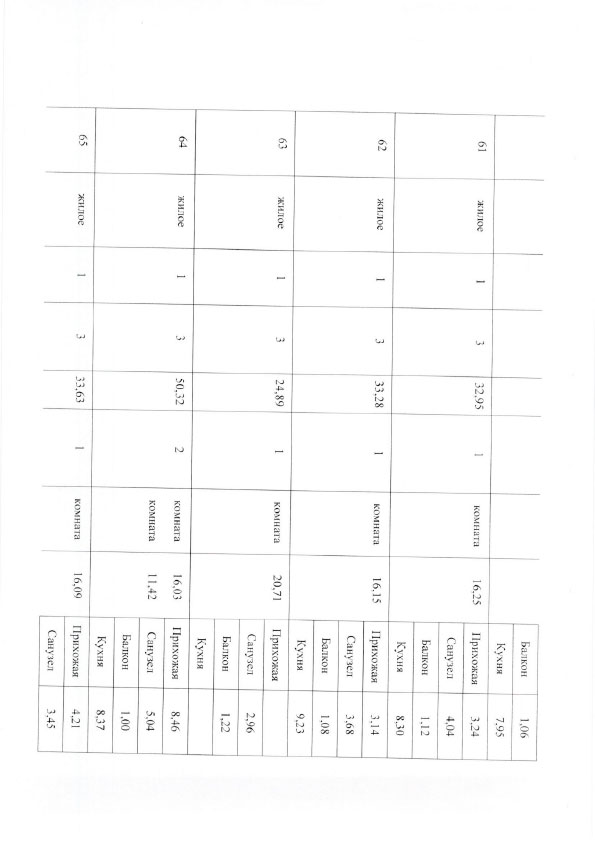 Балкон 1,06
Кухня 7,95
61 жилое 1 3 32,95 1 комната 16,25 Прихожая 3,24
Санузел 4,04
Балкон 1,12
Кухня 8,30
62 жилое 1 3 33,28 1 комната 16,15 Прихожая 3,14
Санузел 3,68
Балкон 1,08
Кухня 9,23
63 жилое 1 3 24,89 1 комната 20,71 Прихожая
Санузел 2,96
Балкон 1,22
Кухня
64 жилое 1 3 50,32 2 комната 16,03 Прихожая 8,46
комната 11,42 Санузел 5,04
Балкон 1,00
Кухня 8,37
65 жилое 1 3 33,63 1 комната 16,09 Прихожая 4,21
Санузел 3,45